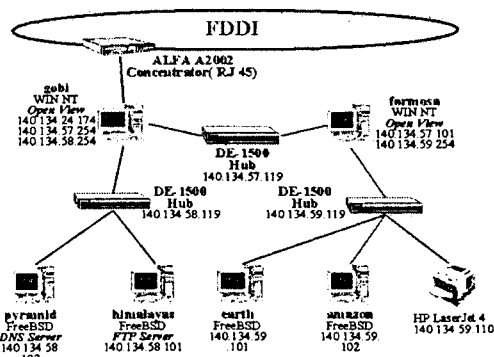 FDDI
ALFA A2002
Concentrator( RJ 45)
gobi
WIN NT
Open View
140 134 24 174
140 134 57 254
140 134 58 254
formosa
WIN NT
Open View
140 134 57 101
140 134 59 254
DE-1500
Hub
140 134.57.119
DE-1500
Hub
140 134 58.119
DE-1500
Hub
140 134.59.119
pyramid
FreeBSD
DNS Server
140 134 58
himalayas
FreeBSD
FTP Server
140 134.58 101
earth
FreeBSD
140 134.59
.101
amazon
FreeBSD
140 134.59.
102
HP LaserJet 4
140 134 59.110